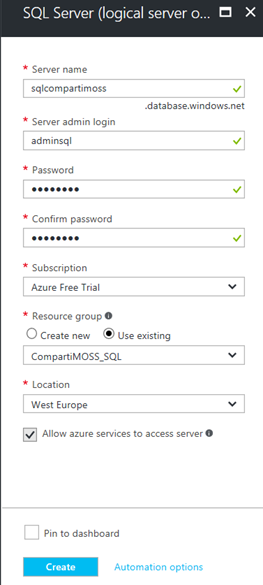 SQL Server (logical server o...
* Server name
sqlcompartimoss
.database.windows.net
* Server admin login
adminsql
* Password
••••••••
* Confirm password
••••••••
* Subscription
Azure Free Trial
* Resource group
Create new Use existing
CompartiMOSS_SQL
* Location
West Europe
Allow azure services to access server
Pin to dashboard
Create Automation options